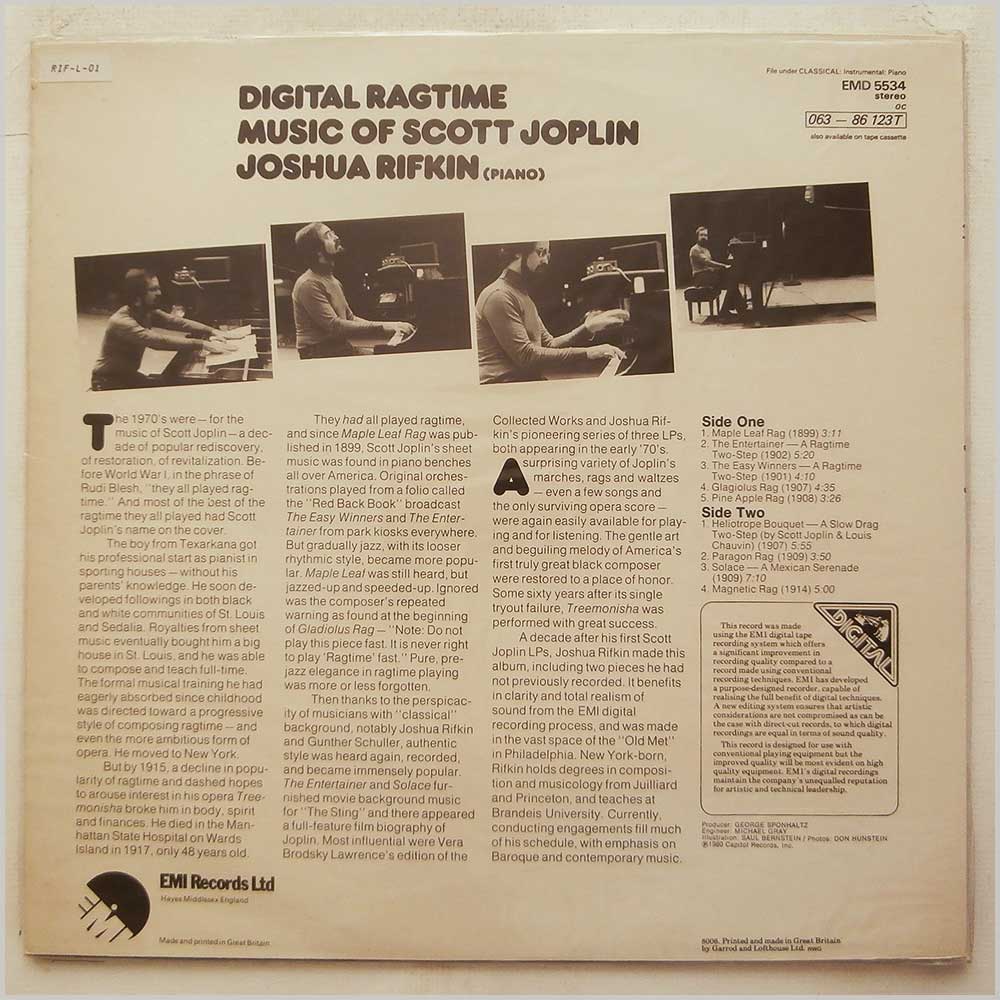 RIF-L-01
File under CLASSICAL: Instrumental: Piano
EMD 5534
stereo
OC
063 — 86 123T
also available on tape cassette
DIGITAL RAGTIME
MUSIC OF SCOTT JOPLIN
JOSHUA RIFKIN (PIANO)
The 1970's were — for the
music of Scott Joplin — a dec-
ade of popular rediscovery,
of restoration, of revitalization. Be-
fore World War I, in the phrase of
Rudi Blesh, "they all played rag-
time." And most of the best of the
ragtime they all played had Scott
Joplin's name on the cover.
The boy from Texarkana got
his professional start as pianist in
sporting houses — without his
parents' knowledge. He soon de-
veloped followings in both black
and white communities of St. Louis
and Sedalia. Royalties from sheet
music eventually bought him a big
house in St. Louis, and he was able
to compose and teach full-time.
The formal musical training he had
eagerly absorbed since childhood
was directed toward a progressive
style of composing ragtime — and
even the more ambitious form of
opera. He moved to New York.
But by 1915, a decline in popu-
larity of ragtime and dashed hopes
to arouse interest in his opera Tree-
monisha broke him in body, spirit
and finances. He died in the Man-
hattan State Hospital on Wards
Island in 1917, only 48 years old.
They had all played ragtime,
and since Maple Leaf Rag was pub-
lished in 1899, Scott Joplin's sheet
music was found in piano benches
all over America. Original orches-
trations played from a folio called
the "Red Back Book" broadcast
The Easy Winners and The Enter-
tainer from park kiosks everywhere.
But gradually jazz, with its looser
rhythmic style, became more popu-
lar. Maple Leaf was still heard, but
jazzed-up and speeded-up. Ignored
was the composer's repeated
warning as found at the beginning
of Gladiolus Rag — "Note: Do not
play this piece fast. It is never right
to play 'Ragtime' fast." Pure, pre-
jazz elegance in ragtime playing
was more or less forgotten.
Then thanks to the perspicac-
ity of musicians with "classical"
background, notably Joshua Rifkin
and Gunther Schuller, authentic
style was heard again, recorded,
and became immensely popular.
The Entertainer and Solace fur-
nished movie background music
for "The Sting" and there appeared
a full-feature film biography of
Joplin. Most influential were Vera
Brodsky Lawrence's edition of the
Collected Works and Joshua Rif-
kin's pioneering series of three LPs,
both appearing in the early '70's.
A surprising variety of Joplin's
marches, rags and waltzes
— even a few songs and
the only surviving opera score —
were again easily available for play-
ing and for listening. The gentle art
and beguiling melody of America's
first truly great black composer
were restored to a place of honor.
Some sixty years after its single
tryout failure, Treemonisha was
performed with great success.
A decade after his first Scott
Joplin LPs, Joshua Rifkin made this
album, including two pieces he had
not previously recorded. It benefits
in clarity and total realism of
sound from the EMI digital
recording process, and was made
in the vast space of the "Old Met"
in Philadelphia. New York-born,
Rifkin holds degrees in composi-
tion and musicology from Juilliard
and Princeton, and teaches at
Brandeis University. Currently,
conducting engagements fill much
of his schedule, with emphasis on
Baroque and contemporary music.
Side One
1. Maple Leaf Rag (1899) 3:11
2. The Entertainer — A Ragtime
Two-Step (1902) 5:20
3. The Easy Winners — A Ragtime
Two-Step (1901) 4:10
4. Glagiolus Rag (1907) 4:35
5. Pine Apple Rag (1908) 3:26
Side Two
1. Heliotrope Bouquet — A Slow Drag
Two-Step (by Scott Joplin & Louis
Chauvin) (1907) 5:55
2. Paragon Rag (1909) 3:50
3. Solace — A Mexican Serenade
(1909) 7:10
4. Magnetic Rag (1914) 5:00
DIGITAL
This record was made
using the EMI digital tape
recording system which offers
a significant improvement in
recording quality compared to a
record made using conventional
recording techniques. EMI has developed
a purpose-designed recorder, capable of
realising the full benefit of digital techniques.
A new editing system ensures that artistic
considerations are not compromised as can be
the case with direct-cut records, to which digital
recordings are equal in terms of sound quality.
This record is designed for use with
conventional playing equipment but the
improved quality will be most evident on high
quality equipment. EMI's digital recordings
maintain the company's unequalled reputation
for artistic and technical leadership.
Producer: GEORGE SPONHALTZ
Engineer: MICHAEL GRAY
Illustration: SAUL BERNSTEIN / Photos: DON HUNSTEIN
℗1980 Capitol Records, Inc.
EMI
EMI Records Ltd
Hayes Middlesex England
Made and printed in Great Britain
8006. Printed and made in Great Britain
by Garrod and Lofthouse Ltd. RWG